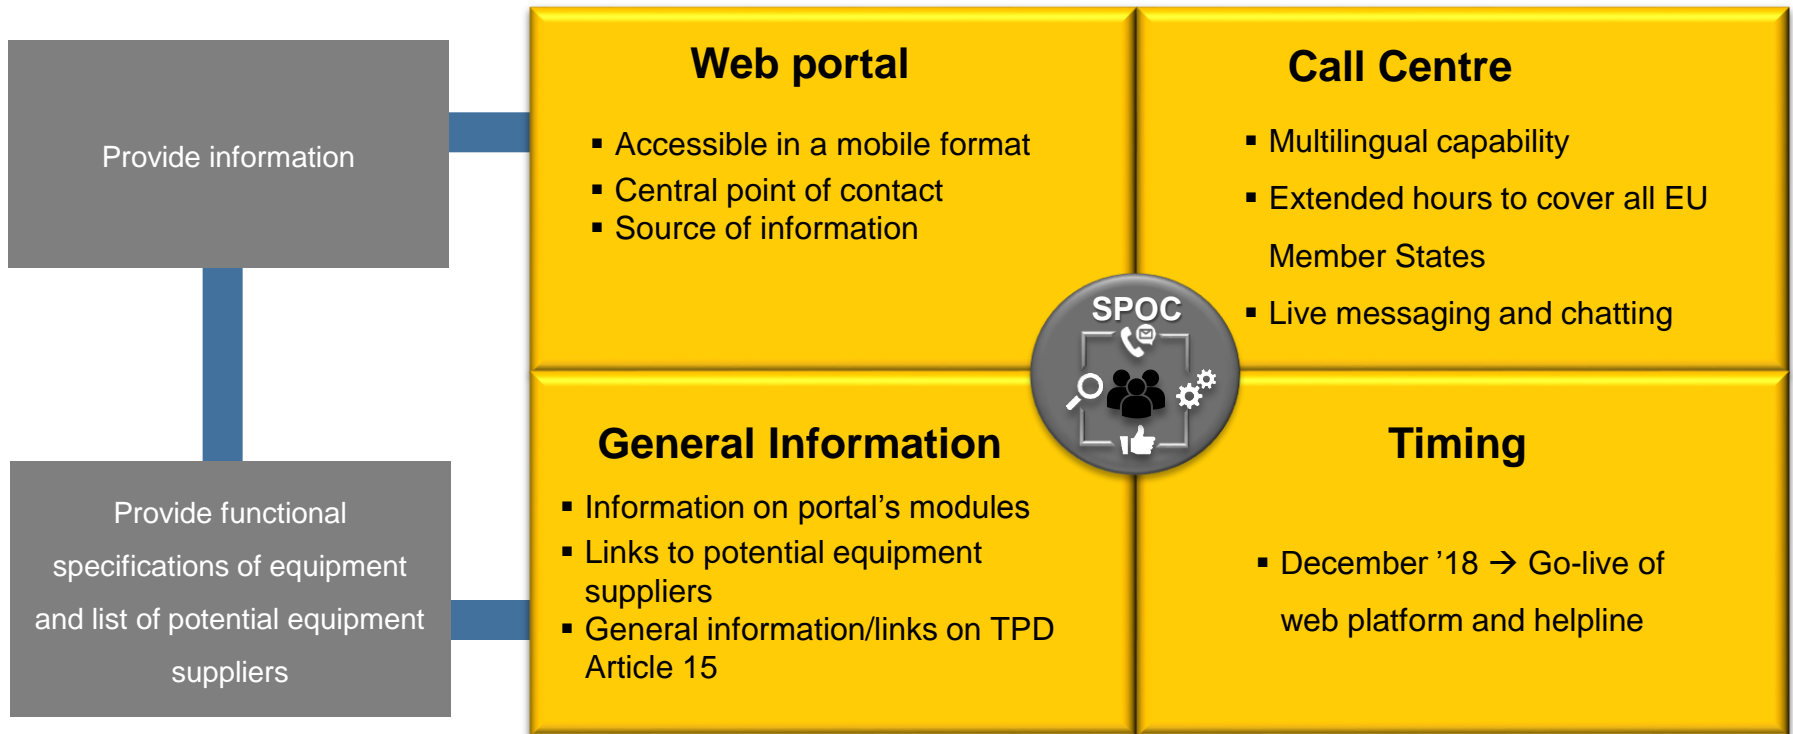 Provide information
Provide functional
specifications of equipment
and list of potential equipment
suppliers
Web portal
▪ Accessible in a mobile format
▪ Central point of contact
▪ Source of information
Call Centre
▪ Multilingual capability
▪ Extended hours to cover all EU
Member States
▪ Live messaging and chatting
SPOC
General Information
▪ Information on portal’s modules
▪ Links to potential equipment
suppliers
▪ General information/links on TPD
Article 15
Timing
▪ December ’18 → Go-live of
web platform and helpline